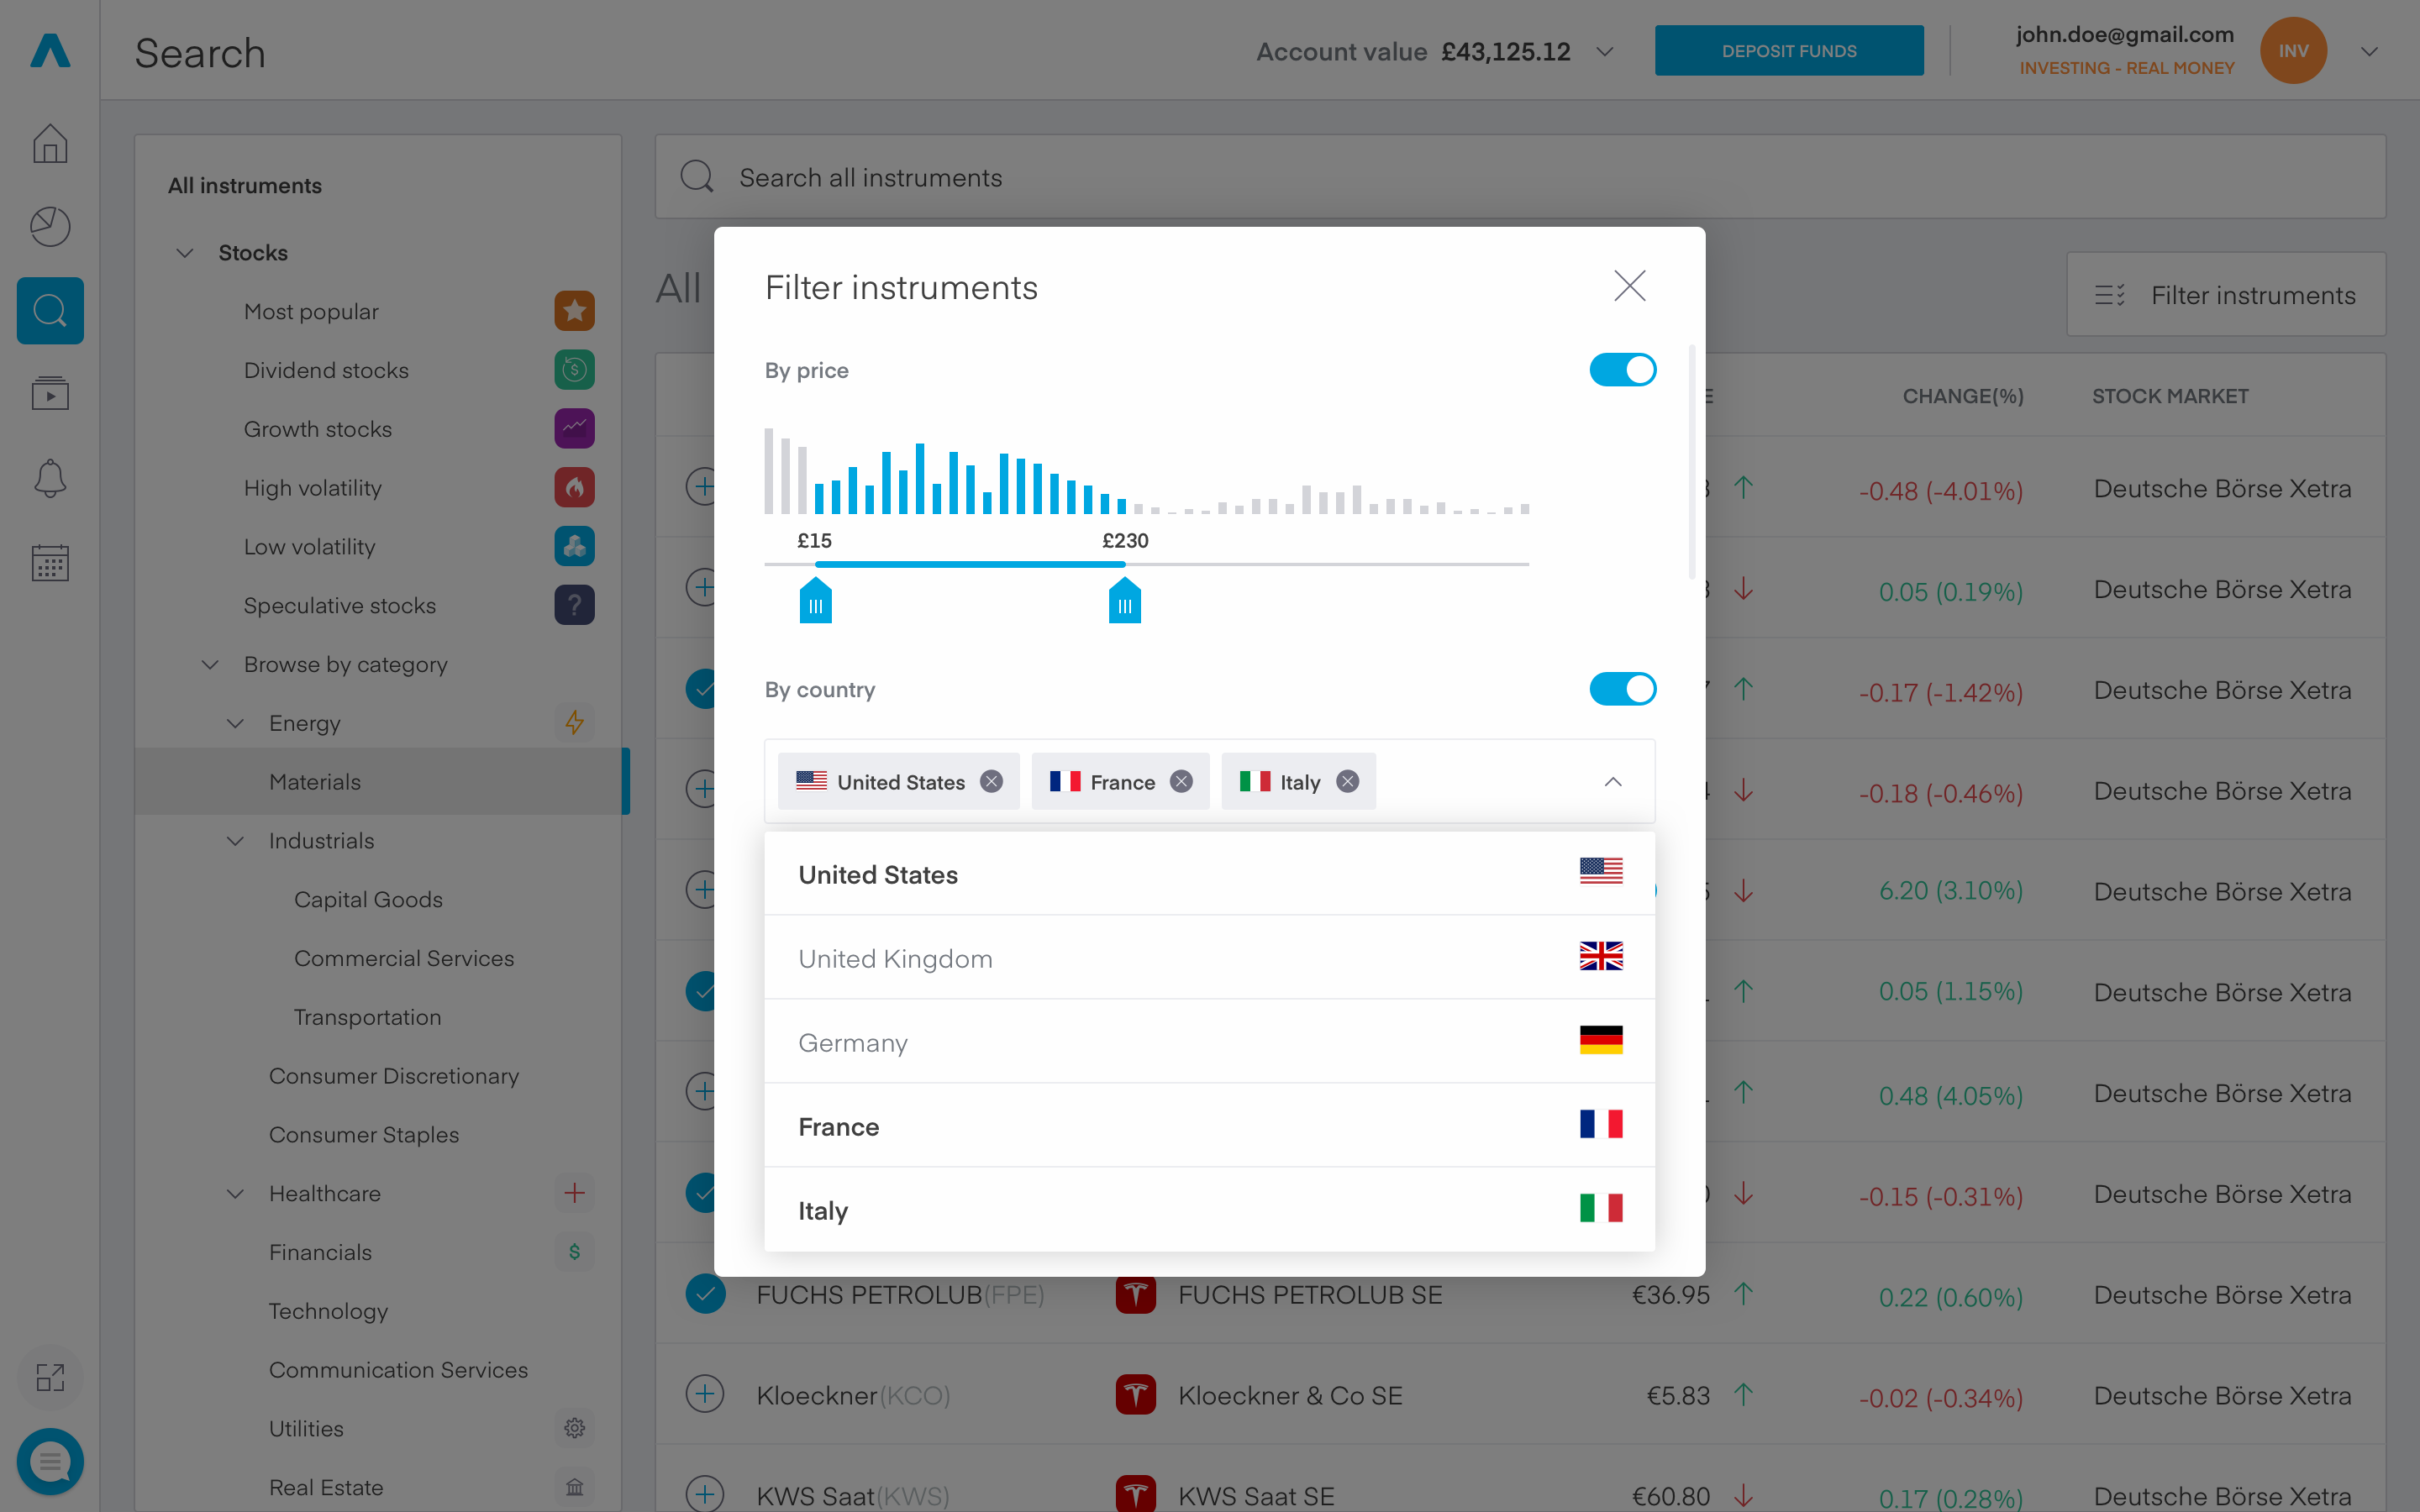 Search
Account value £43,125.12
DEPOSIT FUNDS
john.doe@gmail.com
INVESTING - REAL MONEY
INV
All instruments
Stocks
Most popular
Dividend stocks
Growth stocks
High volatility
Low volatility
Speculative stocks
Browse by category
Energy
Materials
Industrials
Capital Goods
Commercial Services
Transportation
Consumer Discretionary
Consumer Staples
Healthcare
Financials
Technology
Communication Services
Utilities
Real Estate
Search all instruments
All
Filter instruments
Filter instruments
By price
£15 £230
By country
United States France Italy
United States
United Kingdom
Germany
France
Italy
CHANGE(%) STOCK MARKET
-0.48 (-4.01%) Deutsche Börse Xetra
0.05 (0.19%) Deutsche Börse Xetra
-0.17 (-1.42%) Deutsche Börse Xetra
-0.18 (-0.46%) Deutsche Börse Xetra
6.20 (3.10%) Deutsche Börse Xetra
0.05 (1.15%) Deutsche Börse Xetra
0.48 (4.05%) Deutsche Börse Xetra
-0.15 (-0.31%) Deutsche Börse Xetra
FUCHS PETROLUB(FPE) FUCHS PETROLUB SE €36.95 0.22 (0.60%) Deutsche Börse Xetra
Kloeckner(KCO) Kloeckner & Co SE €5.83 -0.02 (-0.34%) Deutsche Börse Xetra
KWS Saat(KWS) KWS Saat SE €60.80 0.17 (0.28%) Deutsche Börse Xetra